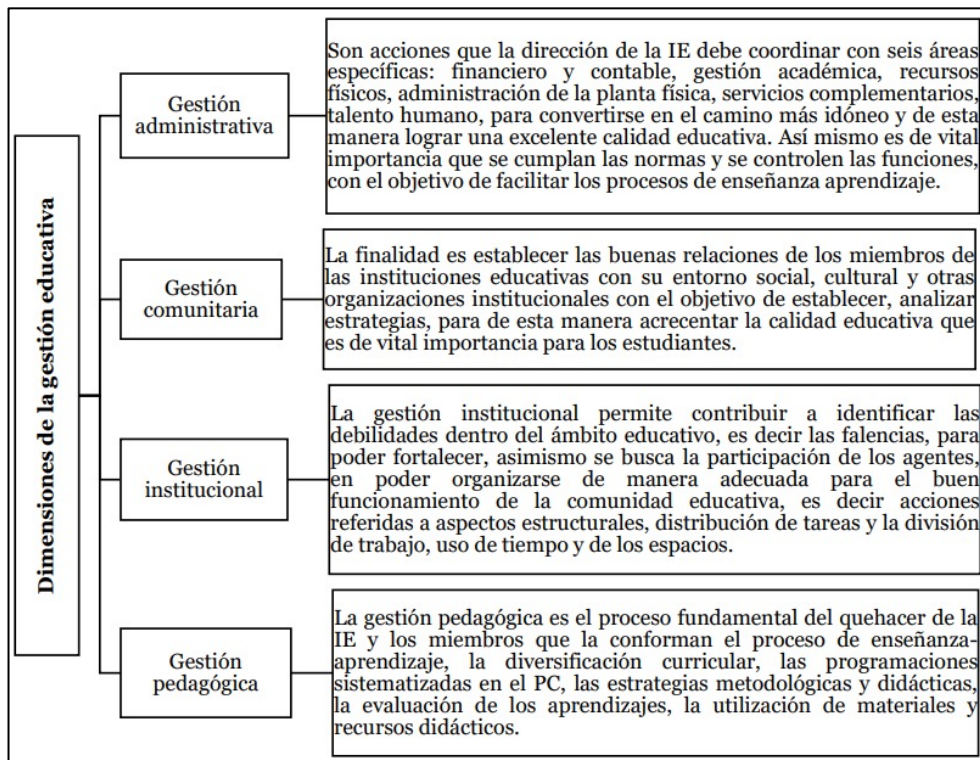 Dimensiones de la gestión educativa
Gestión
administrativa
Son acciones que la dirección de la IE debe coordinar con seis áreas
específicas: financiero y contable, gestión académica, recursos
físicos, administración de la planta física, servicios complementarios,
talento humano, para convertirse en el camino más idóneo y de esta
manera lograr una excelente calidad educativa. Así mismo es de vital
importancia que se cumplan las normas y se controlen las funciones,
con el objetivo de facilitar los procesos de enseñanza aprendizaje.
Gestión
comunitaria
La finalidad es establecer las buenas relaciones de los miembros de
las instituciones educativas con su entorno social, cultural y otras
organizaciones institucionales con el objetivo de establecer, analizar
estrategias, para de esta manera acrecentar la calidad educativa que
es de vital importancia para los estudiantes.
Gestión
institucional
La gestión institucional permite contribuir a identificar las
debilidades dentro del ámbito educativo, es decir las falencias, para
poder fortalecer, asimismo se busca la participación de los agentes,
en poder organizarse de manera adecuada para el buen
funcionamiento de la comunidad educativa, es decir acciones
referidas a aspectos estructurales, distribución de tareas y la división
de trabajo, uso de tiempo y de los espacios.
Gestión
pedagógica
La gestión pedagógica es el proceso fundamental del quehacer de la
IE y los miembros que la conforman el proceso de enseñanza-
aprendizaje, la diversificación curricular, las programaciones
sistematizadas en el PC, las estrategias metodológicas y didácticas,
la evaluación de los aprendizajes, la utilización de materiales y
recursos didácticos.